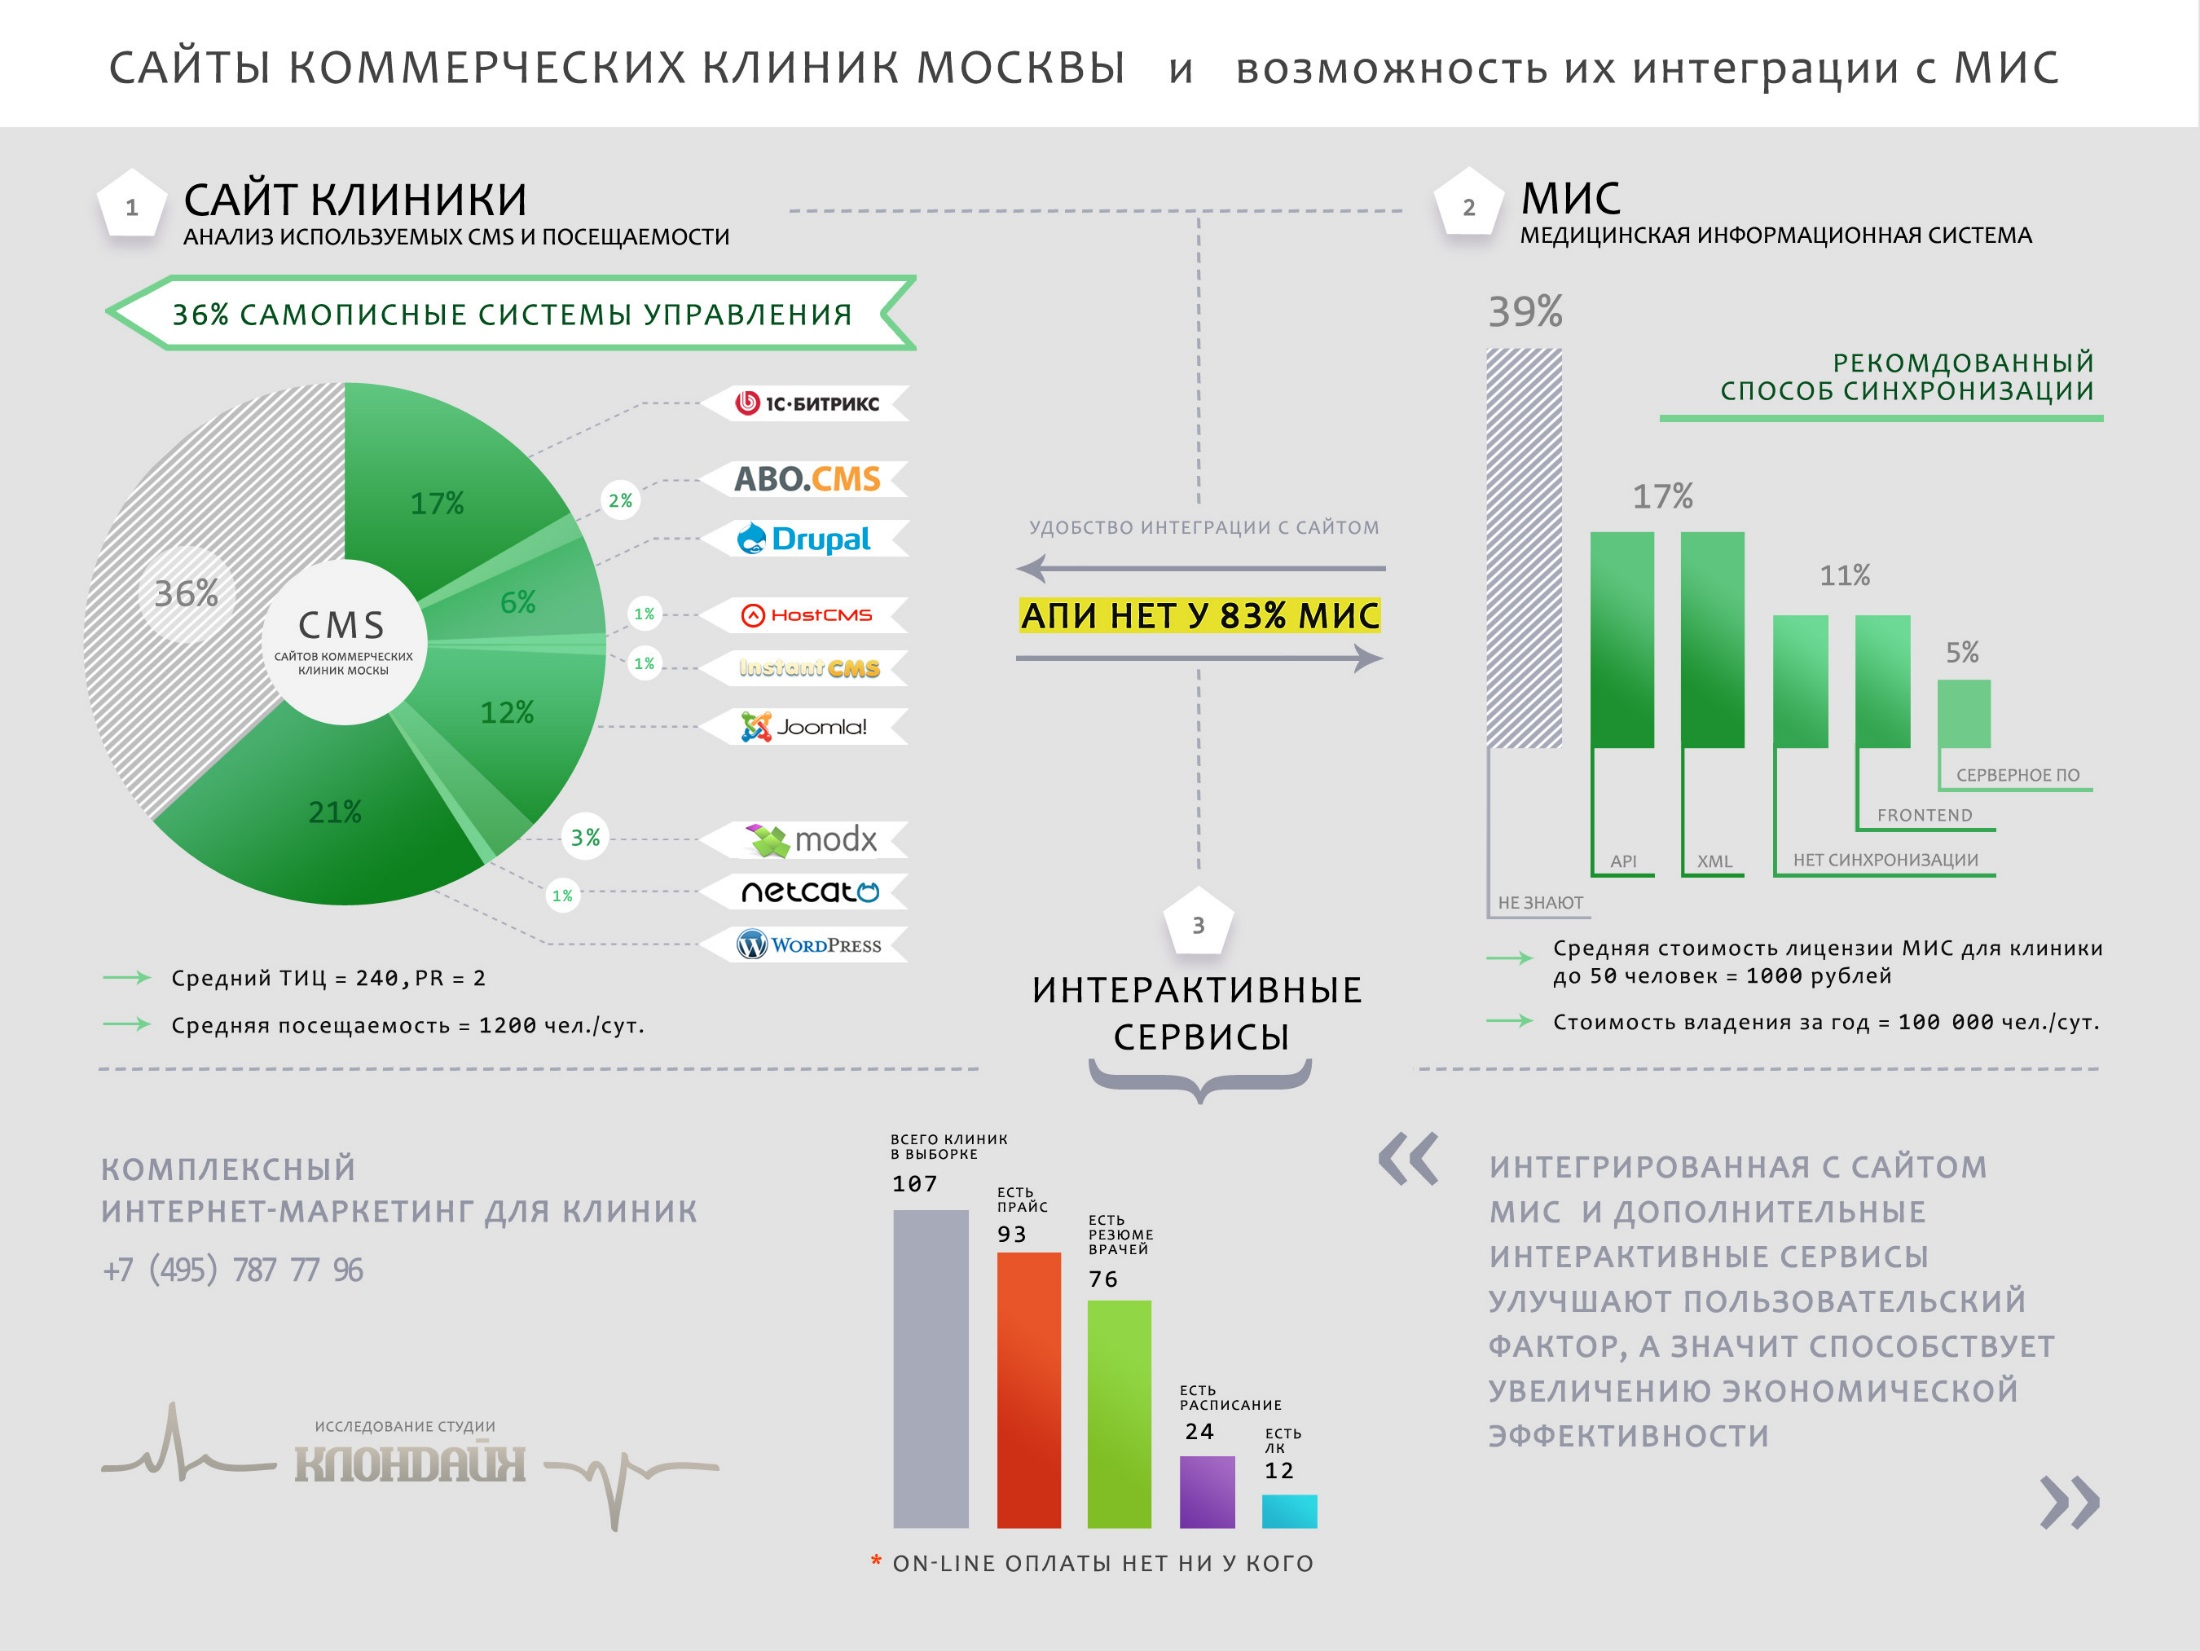 САЙТЫ КОММЕРЧЕСКИХ КЛИНИК МОСКВЫ и возможность их интеграции с МИС
1
САЙТ КЛИНИКИ
АНАЛИЗ ИСПОЛЬЗУЕМЫХ CMS И ПОСЕЩАЕМОСТИ
36% САМОПИСНЫЕ СИСТЕМЫ УПРАВЛЕНИЯ
17%
2%
6%
1%
1%
12%
3%
1%
21%
36%
CMS
САЙТОВ КОММЕРЧЕСКИХ
КЛИНИК МОСКЫ
1С·БИТРИКС
ABO.CMS
Drupal
HostCMS
InstantCMS
Joomla!
modx
netcat
WORDPRESS
Средний ТИЦ = 240, PR = 2
Средняя посещаемость = 1200 чел./сут.
УДОБСТВО ИНТЕГРАЦИИ С САЙТОМ
АПИ НЕТ У 83% МИС
2
МИС
МЕДИЦИНСКАЯ ИНФОРМАЦИОННАЯ СИСТЕМА
39%
РЕКОМДОВАННЫЙ
СПОСОБ СИНХРОНИЗАЦИИ
17%
11%
5%
СЕРВЕРНОЕ ПО
FRONTEND
API
XML
НЕТ СИНХРОНИЗАЦИИ
НЕ ЗНАЮТ
Средняя стоимость лицензии МИС для клиники
до 50 человек = 1000 рублей
Стоимость владения за год = 100 000 чел./сут.
3
ИНТЕРАКТИВНЫЕ
СЕРВИСЫ
ВСЕГО КЛИНИК
В ВЫБОРКЕ
107
ЕСТЬ
ПРАЙС
93
ЕСТЬ
РЕЗЮМЕ
ВРАЧЕЙ
76
ЕСТЬ
РАСПИСАНИЕ
24
ЕСТЬ
ЛК
12
* ON-LINE ОПЛАТЫ НЕТ НИ У КОГО
КОМПЛЕКСНЫЙ
ИНТЕРНЕТ-МАРКЕТИНГ ДЛЯ КЛИНИК
+7 (495) 787 77 96
ИССЛЕДОВАНИЕ СТУДИИ
КЛОНДАЙК
«
ИНТЕГРИРОВАННАЯ С САЙТОМ
МИС И ДОПОЛНИТЕЛЬНЫЕ
ИНТЕРАКТИВНЫЕ СЕРВИСЫ
УЛУЧШАЮТ ПОЛЬЗОВАТЕЛЬСКИЙ
ФАКТОР, А ЗНАЧИТ СПОСОБСТВУЕТ
УВЕЛИЧЕНИЮ ЭКОНОМИЧЕСКОЙ
ЭФФЕКТИВНОСТИ
»